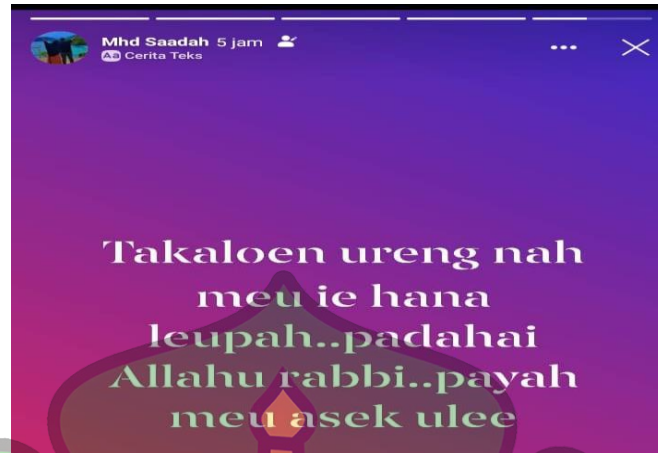 Mhd Saadah 5 jam
Aa Cerita Teks
Takaloen ureng nah
meu ie hana
leupah..padahai
Allahu rabbi..payah
meu asek ulee